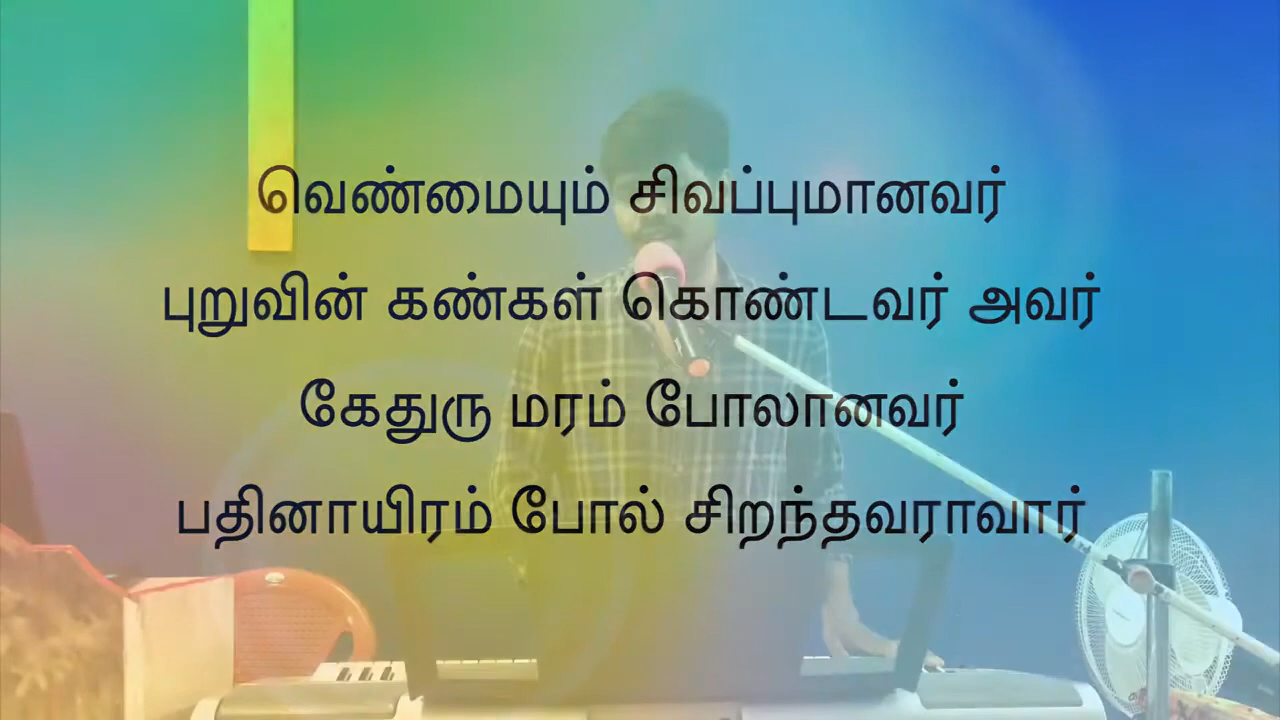 வெண்மையும் சிவப்புமானவர்
புறுவின் கண்கள் கொண்டவர் அவர்
கேதுரு மரம் போலானவர்
பதினாயிரம் போல் சிறந்தவராவார்